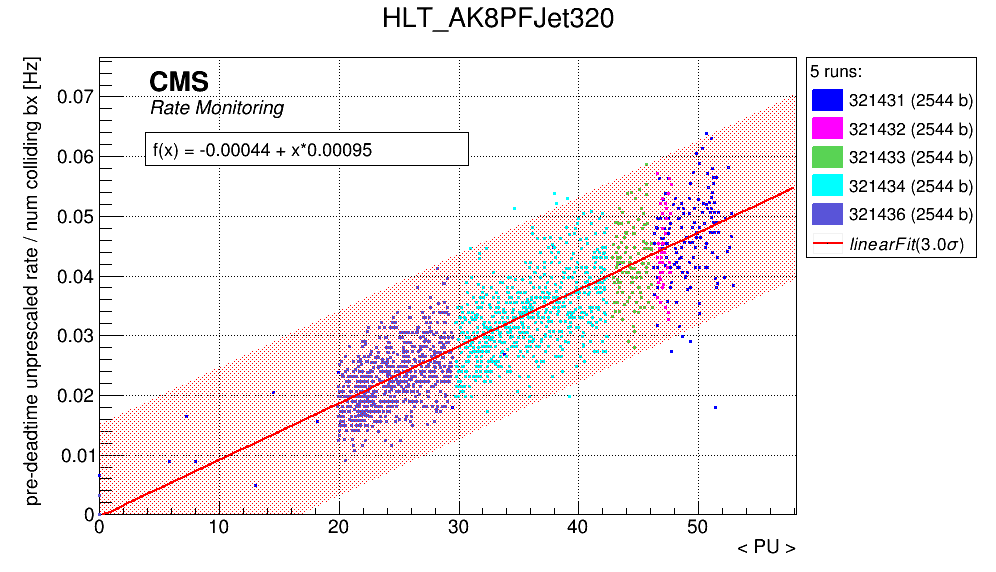 HLT_AK8PFJet320
pre-deadtime unprescaled rate / num colliding bx [Hz]
CMS
Rate Monitoring
f(x) = -0.00044 + x*0.00095
0.07
0.06
0.05
0.04
0.03
0.02
0.01
0
0 10 20 30 40 50
< PU >
5 runs:
321431 (2544 b)
321432 (2544 b)
321433 (2544 b)
321434 (2544 b)
321436 (2544 b)
linearFit(3.0σ)